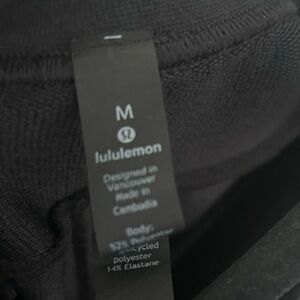 M
lululemon
Designed in
Vancouver
Made in
Cambodia
Body:
52% Polyester
polyester
14% Elastane